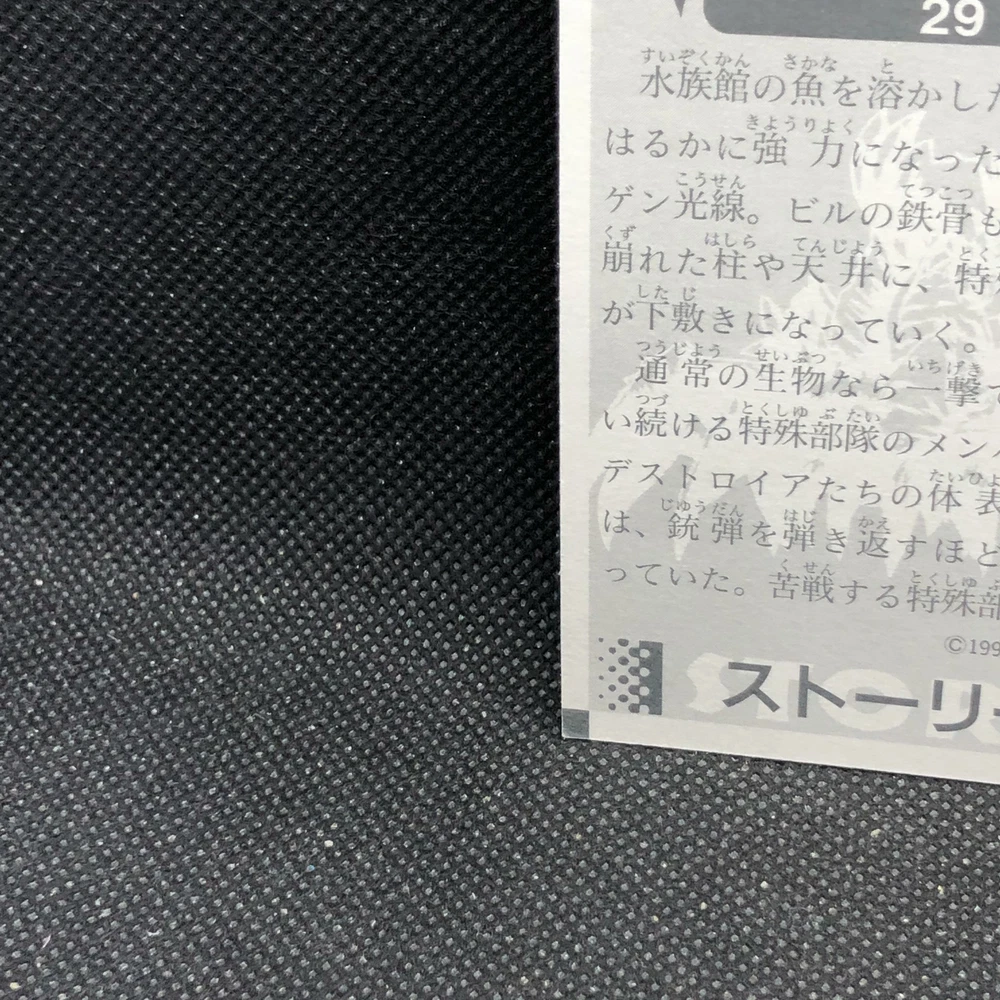 29
水族館の魚を溶かした
はるかに強力になった
ゲン光線。ビルの鉄骨も
崩れた柱や天井に、特
が下敷きになっていく。
通常の生物なら一撃
い続ける特殊部隊のメン
デストロイアたちの体表
は、銃弾を弾き返すほど
っていた。苦戦する特殊部
©199
ストーリー